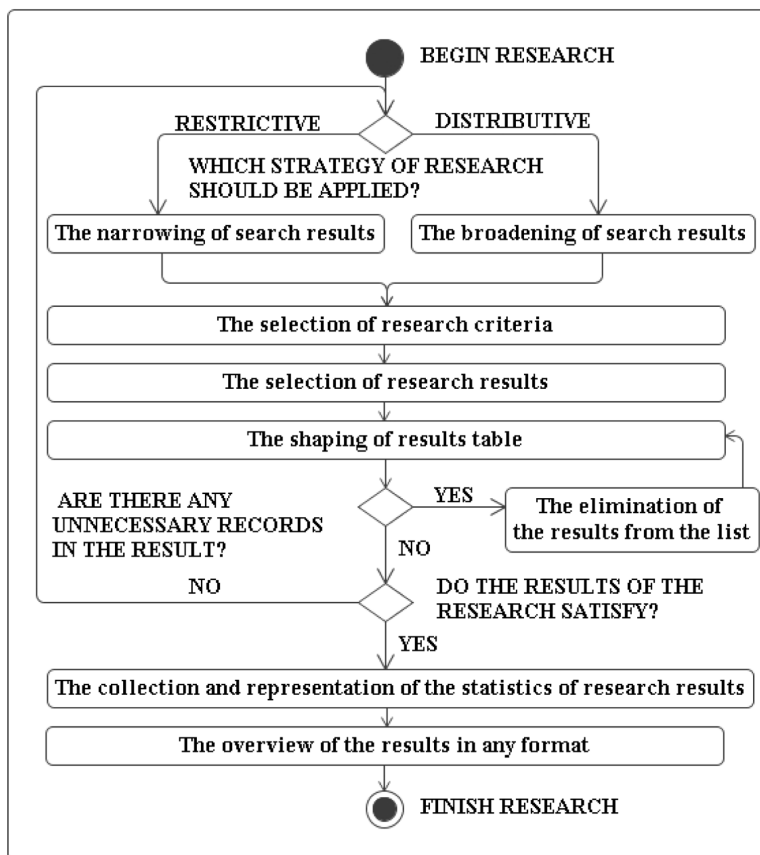 BEGIN RESEARCH
RESTRICTIVE
DISTRIBUTIVE
WHICH STRATEGY OF RESEARCH
SHOULD BE APPLIED?
The narrowing of search results
The broadening of search results
The selection of research criteria
The selection of research results
The shaping of results table
ARE THERE ANY
UNNECESSARY RECORDS
IN THE RESULT?
YES
The elimination of
the results from the list
NO
NO
DO THE RESULTS OF THE
RESEARCH SATISFY?
YES
The collection and representation of the statistics of research results
The overview of the results in any format
FINISH RESEARCH